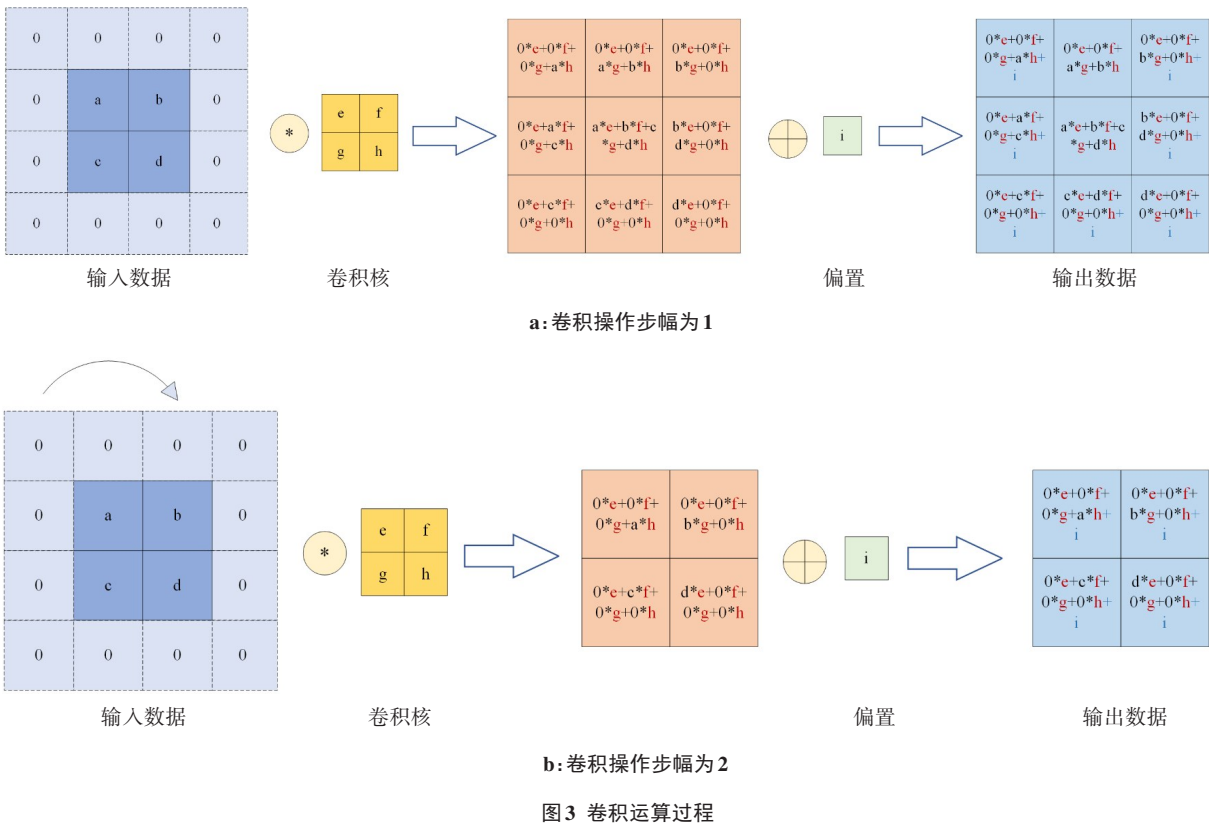 0 0 0 0
0 a b 0
0 c d 0
0 0 0 0
*
e f
g h
0*e+0*f+ 0*e+0*f+ 0*e+0*f+
0*g+a*h a*g+b*h b*g+0*h
0*e+a*f+ a*e+b*f+c b*e+0*f+
0*g+c*h *g+d*h d*g+0*h
0*e+c*f+ c*e+d*f+ d*e+0*f+
0*g+0*h 0*g+0*h 0*g+0*h
i
0*e+0*f+ 0*e+0*f+ 0*e+0*f+
0*g+a*h+ a*g+b*h b*g+0*h+
i i
0*e+a*f+ a*e+b*f+c b*e+0*f+
0*g+c*h+ *g+d*h d*g+0*h+
i i
0*e+c*f+ c*e+d*f+ d*e+0*f+
0*g+0*h+ 0*g+0*h+ 0*g+0*h+
i i i
输入数据 卷积核 偏置 输出数据
a:卷积操作步幅为1
0 0 0 0
0 a b 0
0 c d 0
0 0 0 0
*
e f
g h
0*e+0*f+ 0*e+0*f+
0*g+a*h b*g+0*h
0*e+c*f+ d*e+0*f+
0*g+0*h 0*g+0*h
i
0*e+0*f+ 0*e+0*f+
0*g+a*h+ b*g+0*h+
i i
0*e+c*f+ d*e+0*f+
0*g+0*h+ 0*g+0*h+
i i
输入数据 卷积核 偏置 输出数据
b:卷积操作步幅为2
图3 卷积运算过程